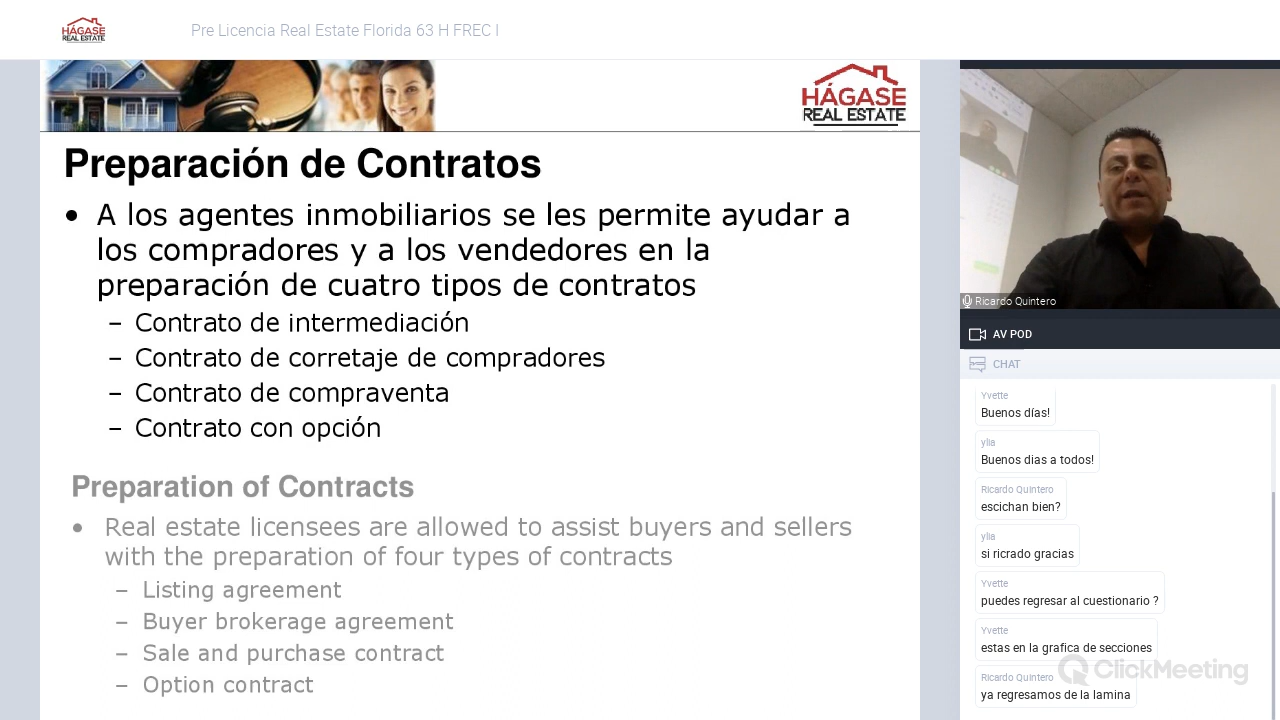 HÁGASE
REAL ESTATE
Pre Licencia Real Estate Florida 63 H FREC I
HÁGASE
REAL ESTATE
Preparación de Contratos
• A los agentes inmobiliarios se les permite ayudar a
los compradores y a los vendedores en la
preparación de cuatro tipos de contratos
– Contrato de intermediación
– Contrato de corretaje de compradores
– Contrato de compraventa
– Contrato con opción
Preparation of Contracts
• Real estate licensees are allowed to assist buyers and sellers
with the preparation of four types of contracts
– Listing agreement
– Buyer brokerage agreement
– Sale and purchase contract
– Option contract
Ricardo Quintero
AV POD
CHAT
Yvette
Buenos días!
ylia
Buenos dias a todos!
Ricardo Quintero
escichan bien?
ylia
si ricrado gracias
Yvette
puedes regresar al cuestionario ?
Yvette
estas en la grafica de secciones
Ricardo Quintero
ya regresamos de la lamina
ClickMeeting